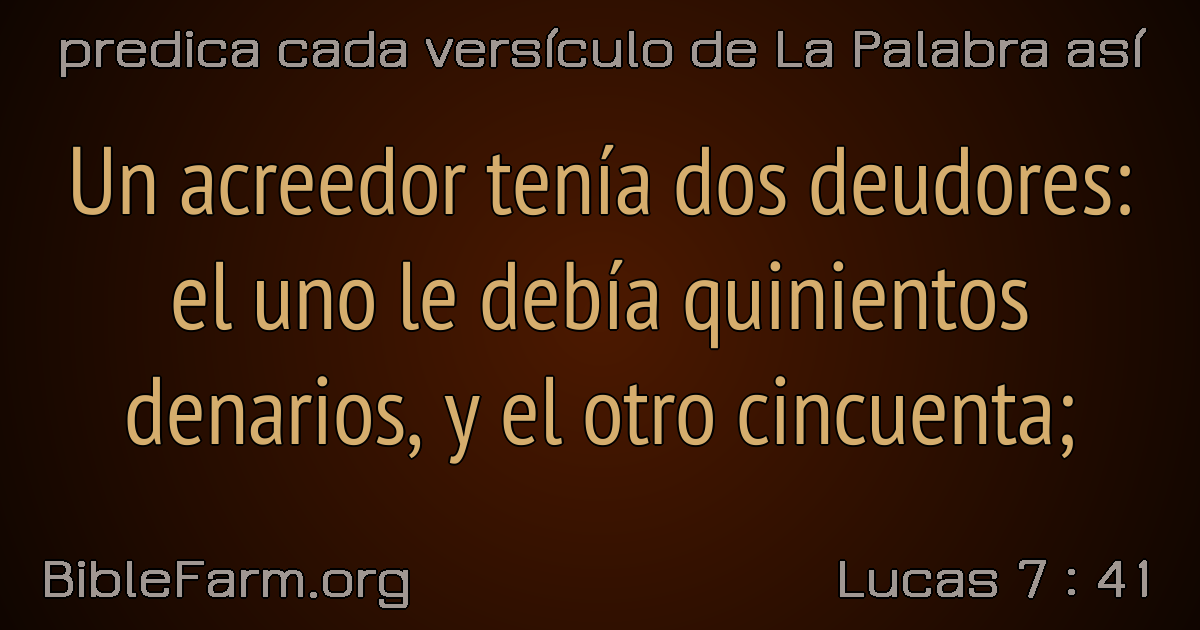 predica cada versículo de La Palabra así
Un acreedor tenía dos deudores:
el uno le debía quinientos
denarios, y el otro cincuenta;
BibleFarm.org
Lucas 7 : 41